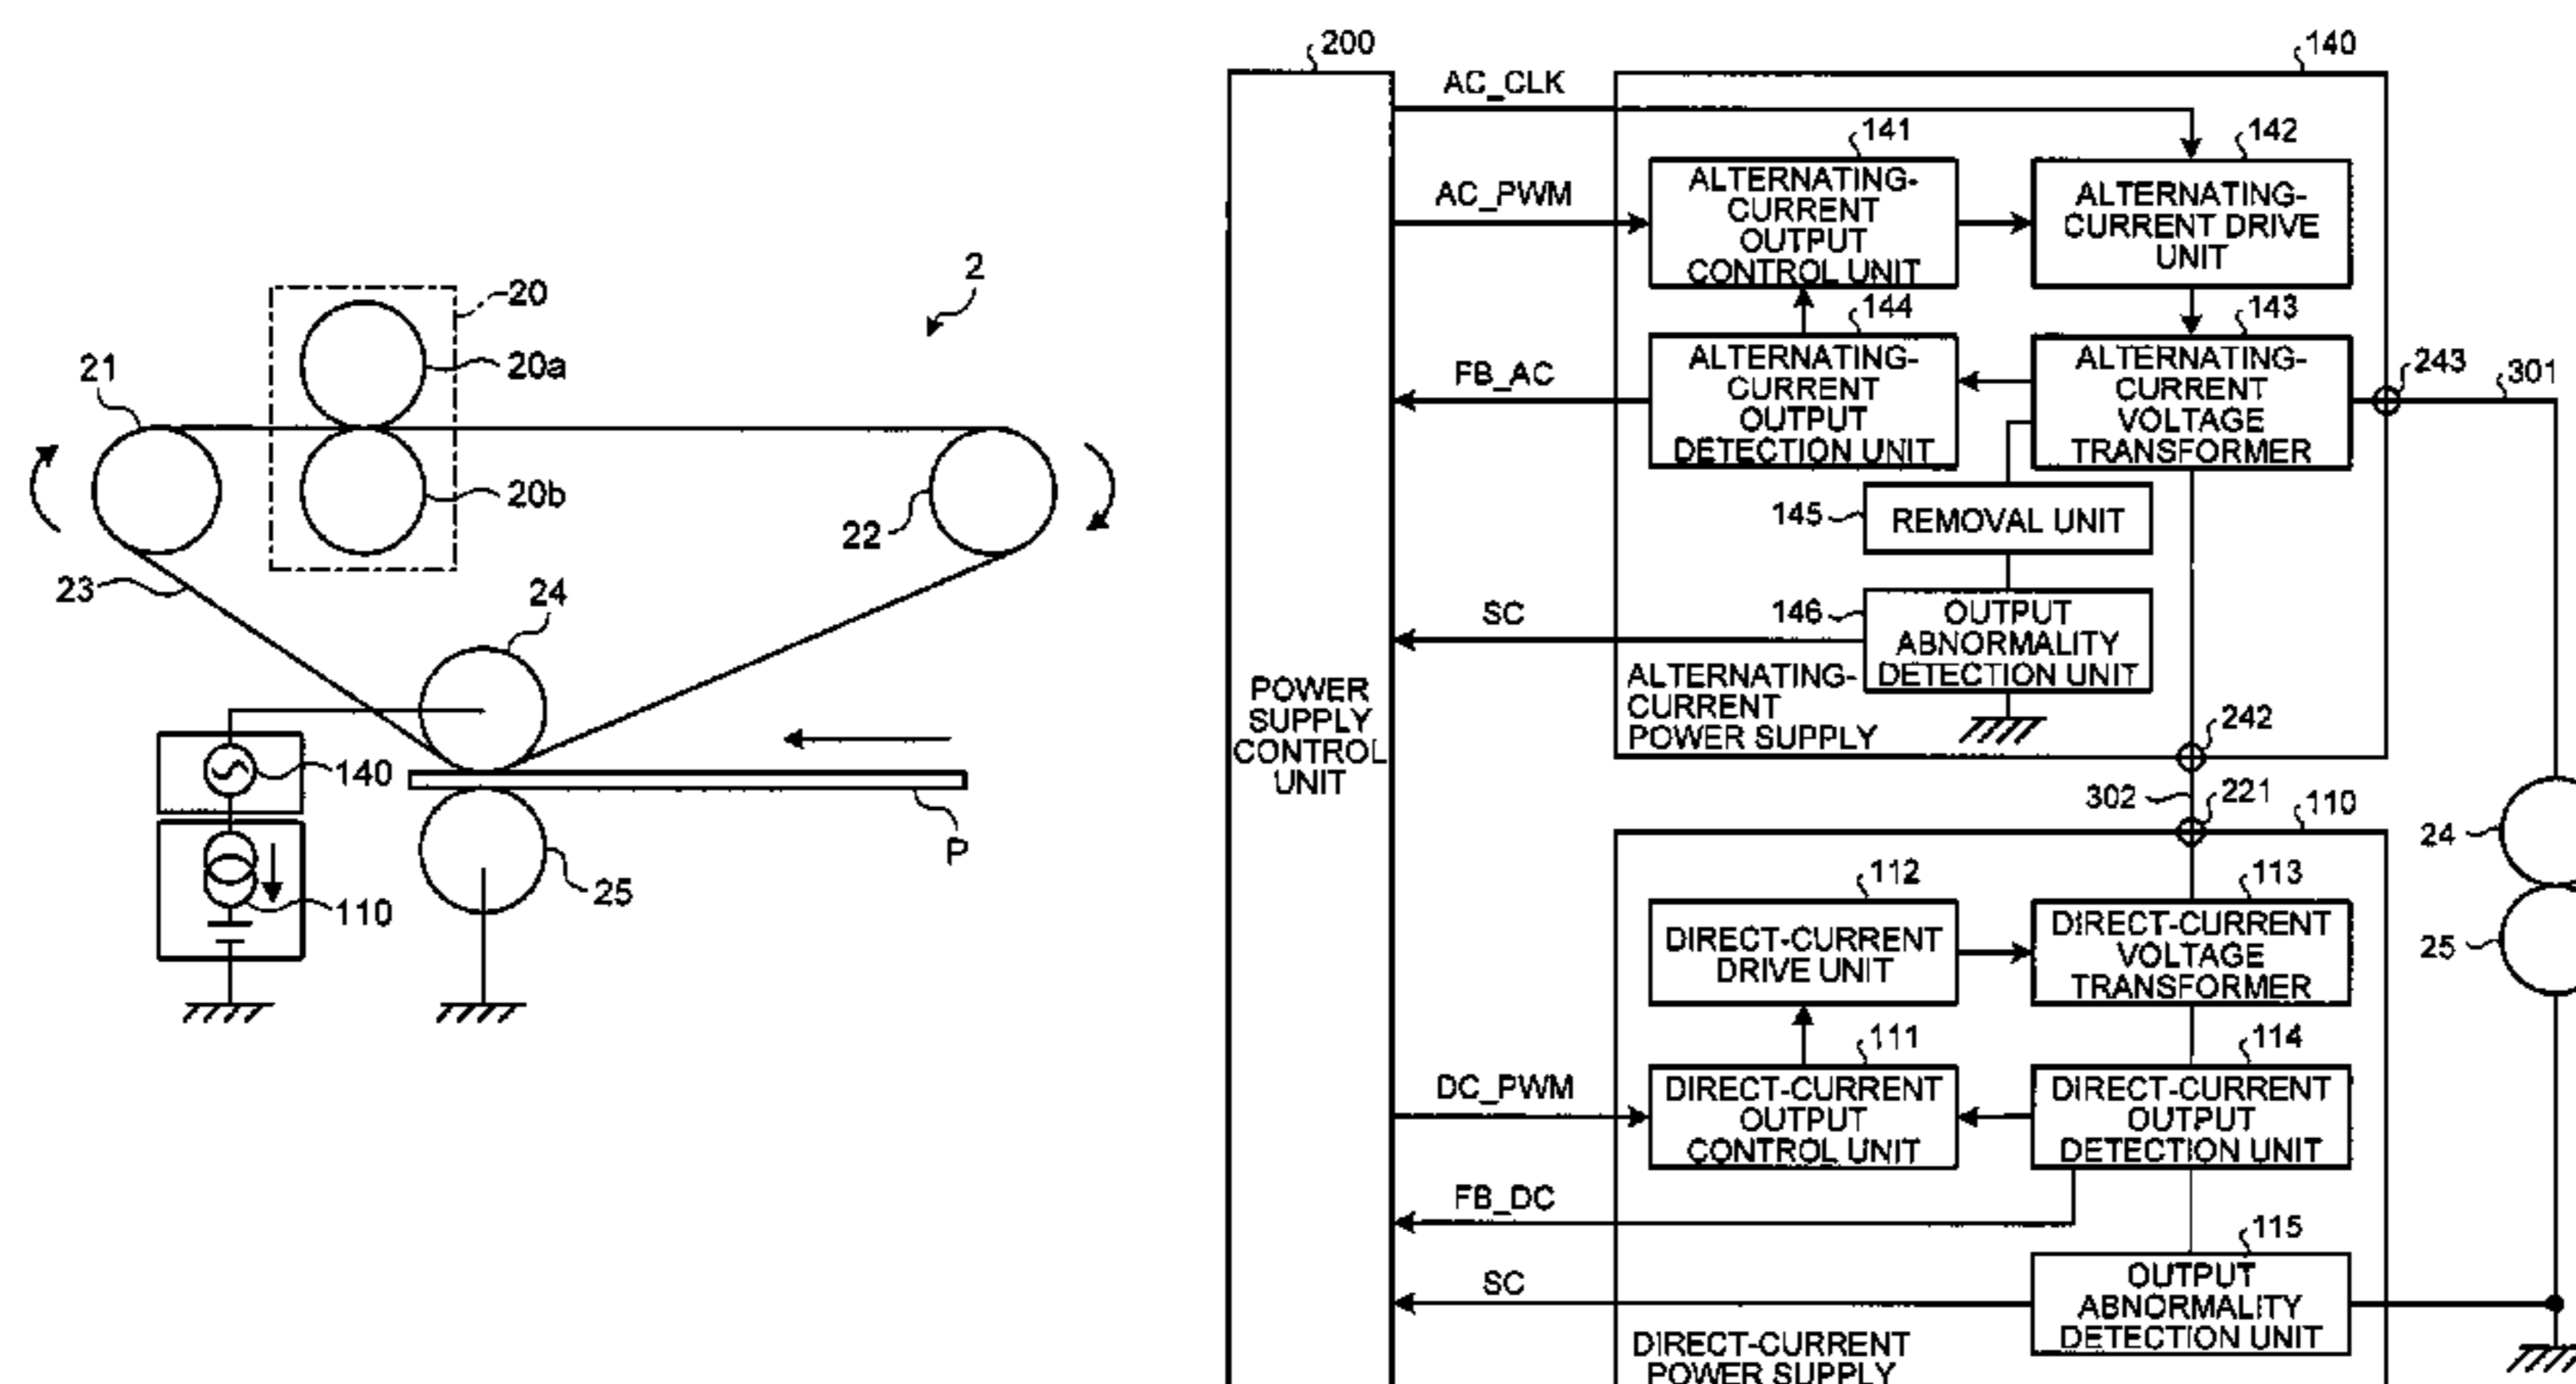 2
20
20a
20b
21
22
23
24
140
110
25
P
200
POWER
SUPPLY
CONTROL
UNIT
AC_CLK
AC_PWM
FB_AC
SC
DC_PWM
FB_DC
SC
140
141
ALTERNATING-
CURRENT
OUTPUT
CONTROL UNIT
142
ALTERNATING-
CURRENT DRIVE
UNIT
144
ALTERNATING-
CURRENT
OUTPUT
DETECTION UNIT
143
ALTERNATING-
CURRENT
VOLTAGE
TRANSFORMER
243
301
145
REMOVAL UNIT
146
OUTPUT
ABNORMALITY
DETECTION UNIT
ALTERNATING-
CURRENT
POWER SUPPLY
242
302
221
110
112
DIRECT-CURRENT
DRIVE UNIT
113
DIRECT-CURRENT
VOLTAGE
TRANSFORMER
24
25
111
DIRECT-CURRENT
OUTPUT
CONTROL UNIT
114
DIRECT-CURRENT
OUTPUT
DETECTION UNIT
115
OUTPUT
ABNORMALITY
DETECTION UNIT
DIRECT-CURRENT
POWER SUPPLY